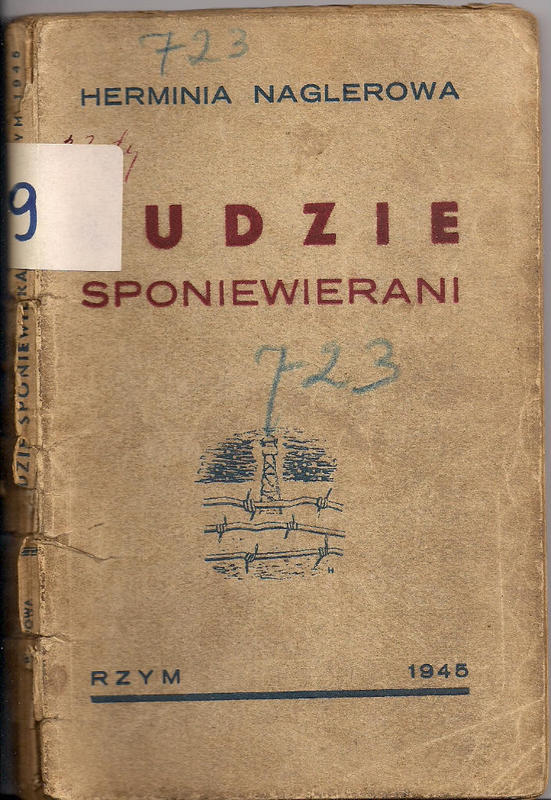 723
HERMINIA NAGLEROWA
9
UDZIE
SPONIEWIERANI
723
H
RZYM 1945